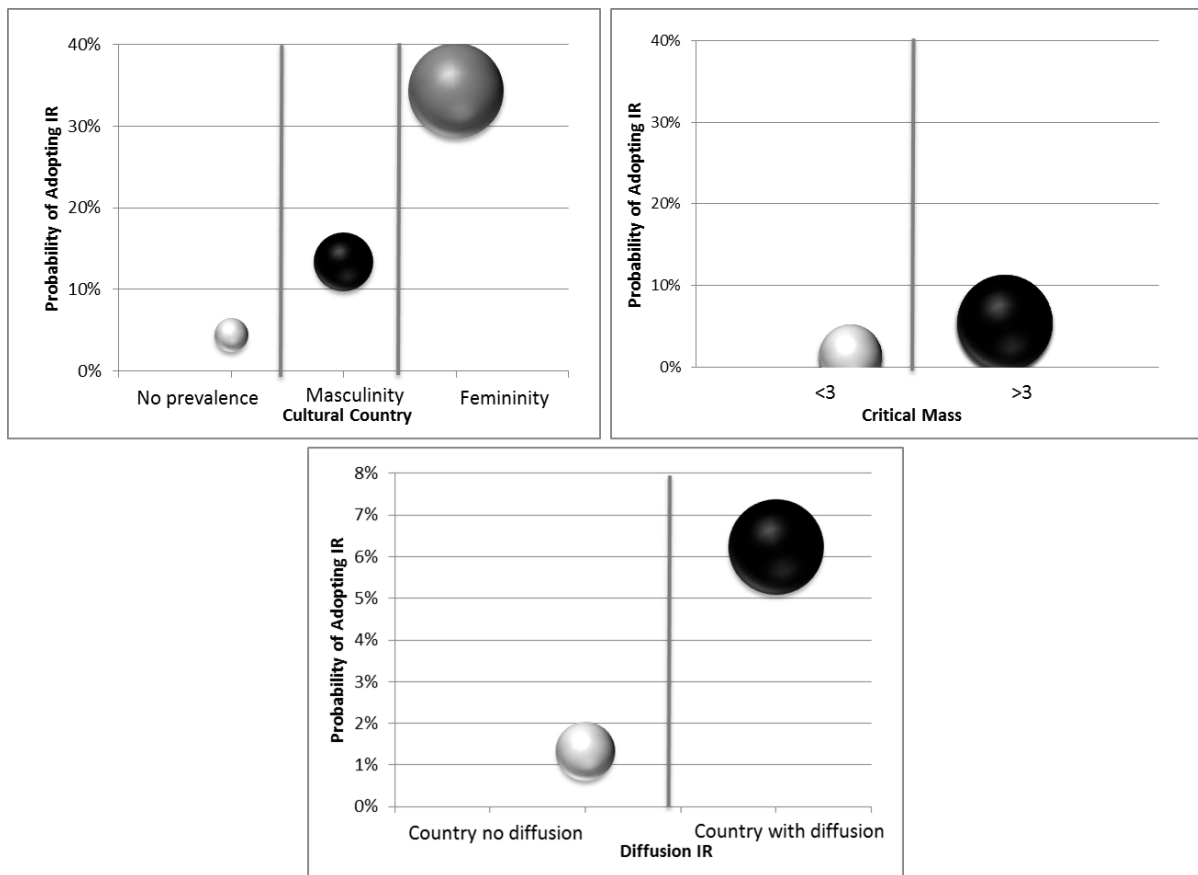 40%
30%
20%
10%
0%
Probability of Adopting IR
No prevalence
Masculinity
Femininity
Cultural Country
40%
30%
20%
10%
0%
Probability of Adopting IR
<3
>3
Critical Mass
8%
7%
6%
5%
4%
3%
2%
1%
0%
Probability of Adopting IR
Country no diffusion
Country with diffusion
Diffusion IR